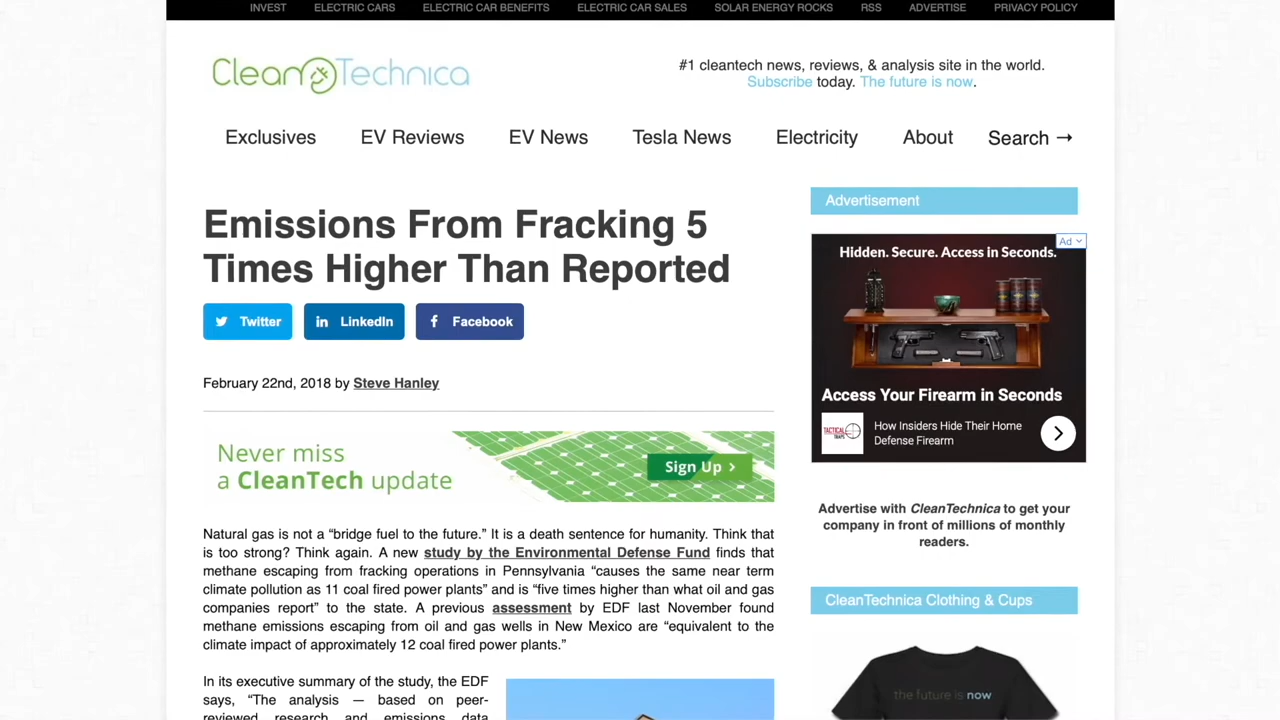 INVEST ELECTRIC CARS ELECTRIC CAR BENEFITS ELECTRIC CAR SALES SOLAR ENERGY ROCKS RSS ADVERTISE PRIVACY POLICY
CleanTechnica
#1 cleantech news, reviews, & analysis site in the world.
Subscribe today. The future is now.
Exclusives EV Reviews EV News Tesla News Electricity About Search →
Emissions From Fracking 5
Times Higher Than Reported
Twitter LinkedIn Facebook
February 22nd, 2018 by Steve Hanley
Never miss
a CleanTech update
Sign Up >
Natural gas is not a “bridge fuel to the future.” It is a death sentence for humanity. Think that
is too strong? Think again. A new study by the Environmental Defense Fund finds that
methane escaping from fracking operations in Pennsylvania “causes the same near term
climate pollution as 11 coal fired power plants” and is “five times higher than what oil and gas
companies report” to the state. A previous assessment by EDF last November found
methane emissions escaping from oil and gas wells in New Mexico are “equivalent to the
climate impact of approximately 12 coal fired power plants.”
In its executive summary of the study, the EDF
says, “The analysis — based on peer-
reviewed research and emissions data
Advertisement
Ad
Hidden. Secure. Access in Seconds.
Access Your Firearm in Seconds
TACTICAL TRAPS
How Insiders Hide Their Home
Defense Firearm
Advertise with CleanTechnica to get your
company in front of millions of monthly
readers.
CleanTechnica Clothing & Cups
the future is now